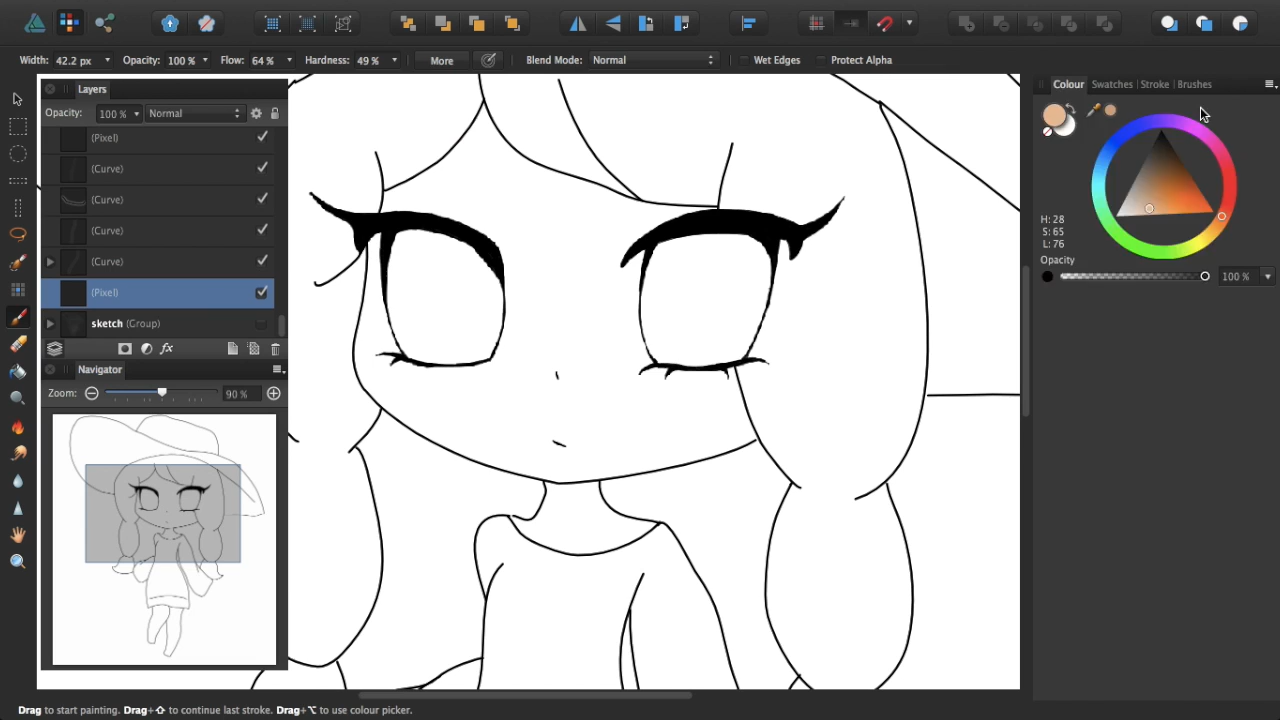 Width: 42.2 px Opacity: 100 % Flow: 64 % Hardness: 49 % More Blend Mode: Normal Wet Edges Protect Alpha
Layers
Opacity: 100 % Normal
(Pixel)
(Curve)
(Curve)
(Curve)
(Curve)
(Pixel)
sketch (Group)
Navigator
Zoom: 90 %
Colour Swatches Stroke Brushes
H: 28
S: 65
L: 76
Opacity
100 %
Drag to start painting. Drag+⇧ to continue last stroke. Drag+⌥ to use colour picker.